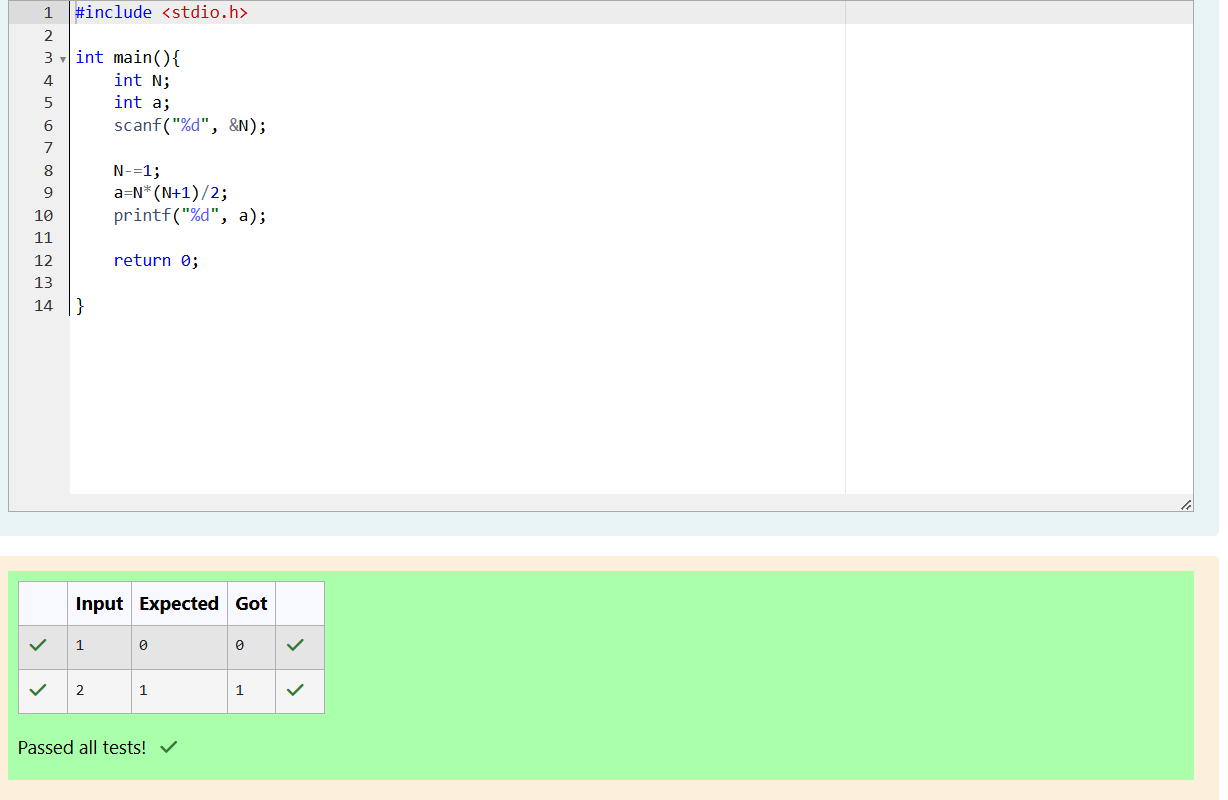 1 #include <stdio.h>
2
3 int main(){
4     int N;
5     int a;
6     scanf("%d", &N);
7
8     N-=1;
9     a=N*(N+1)/2;
10     printf("%d", a);
11
12     return 0;
13
14 }
Input Expected Got
1 0 0
2 1 1
Passed all tests!